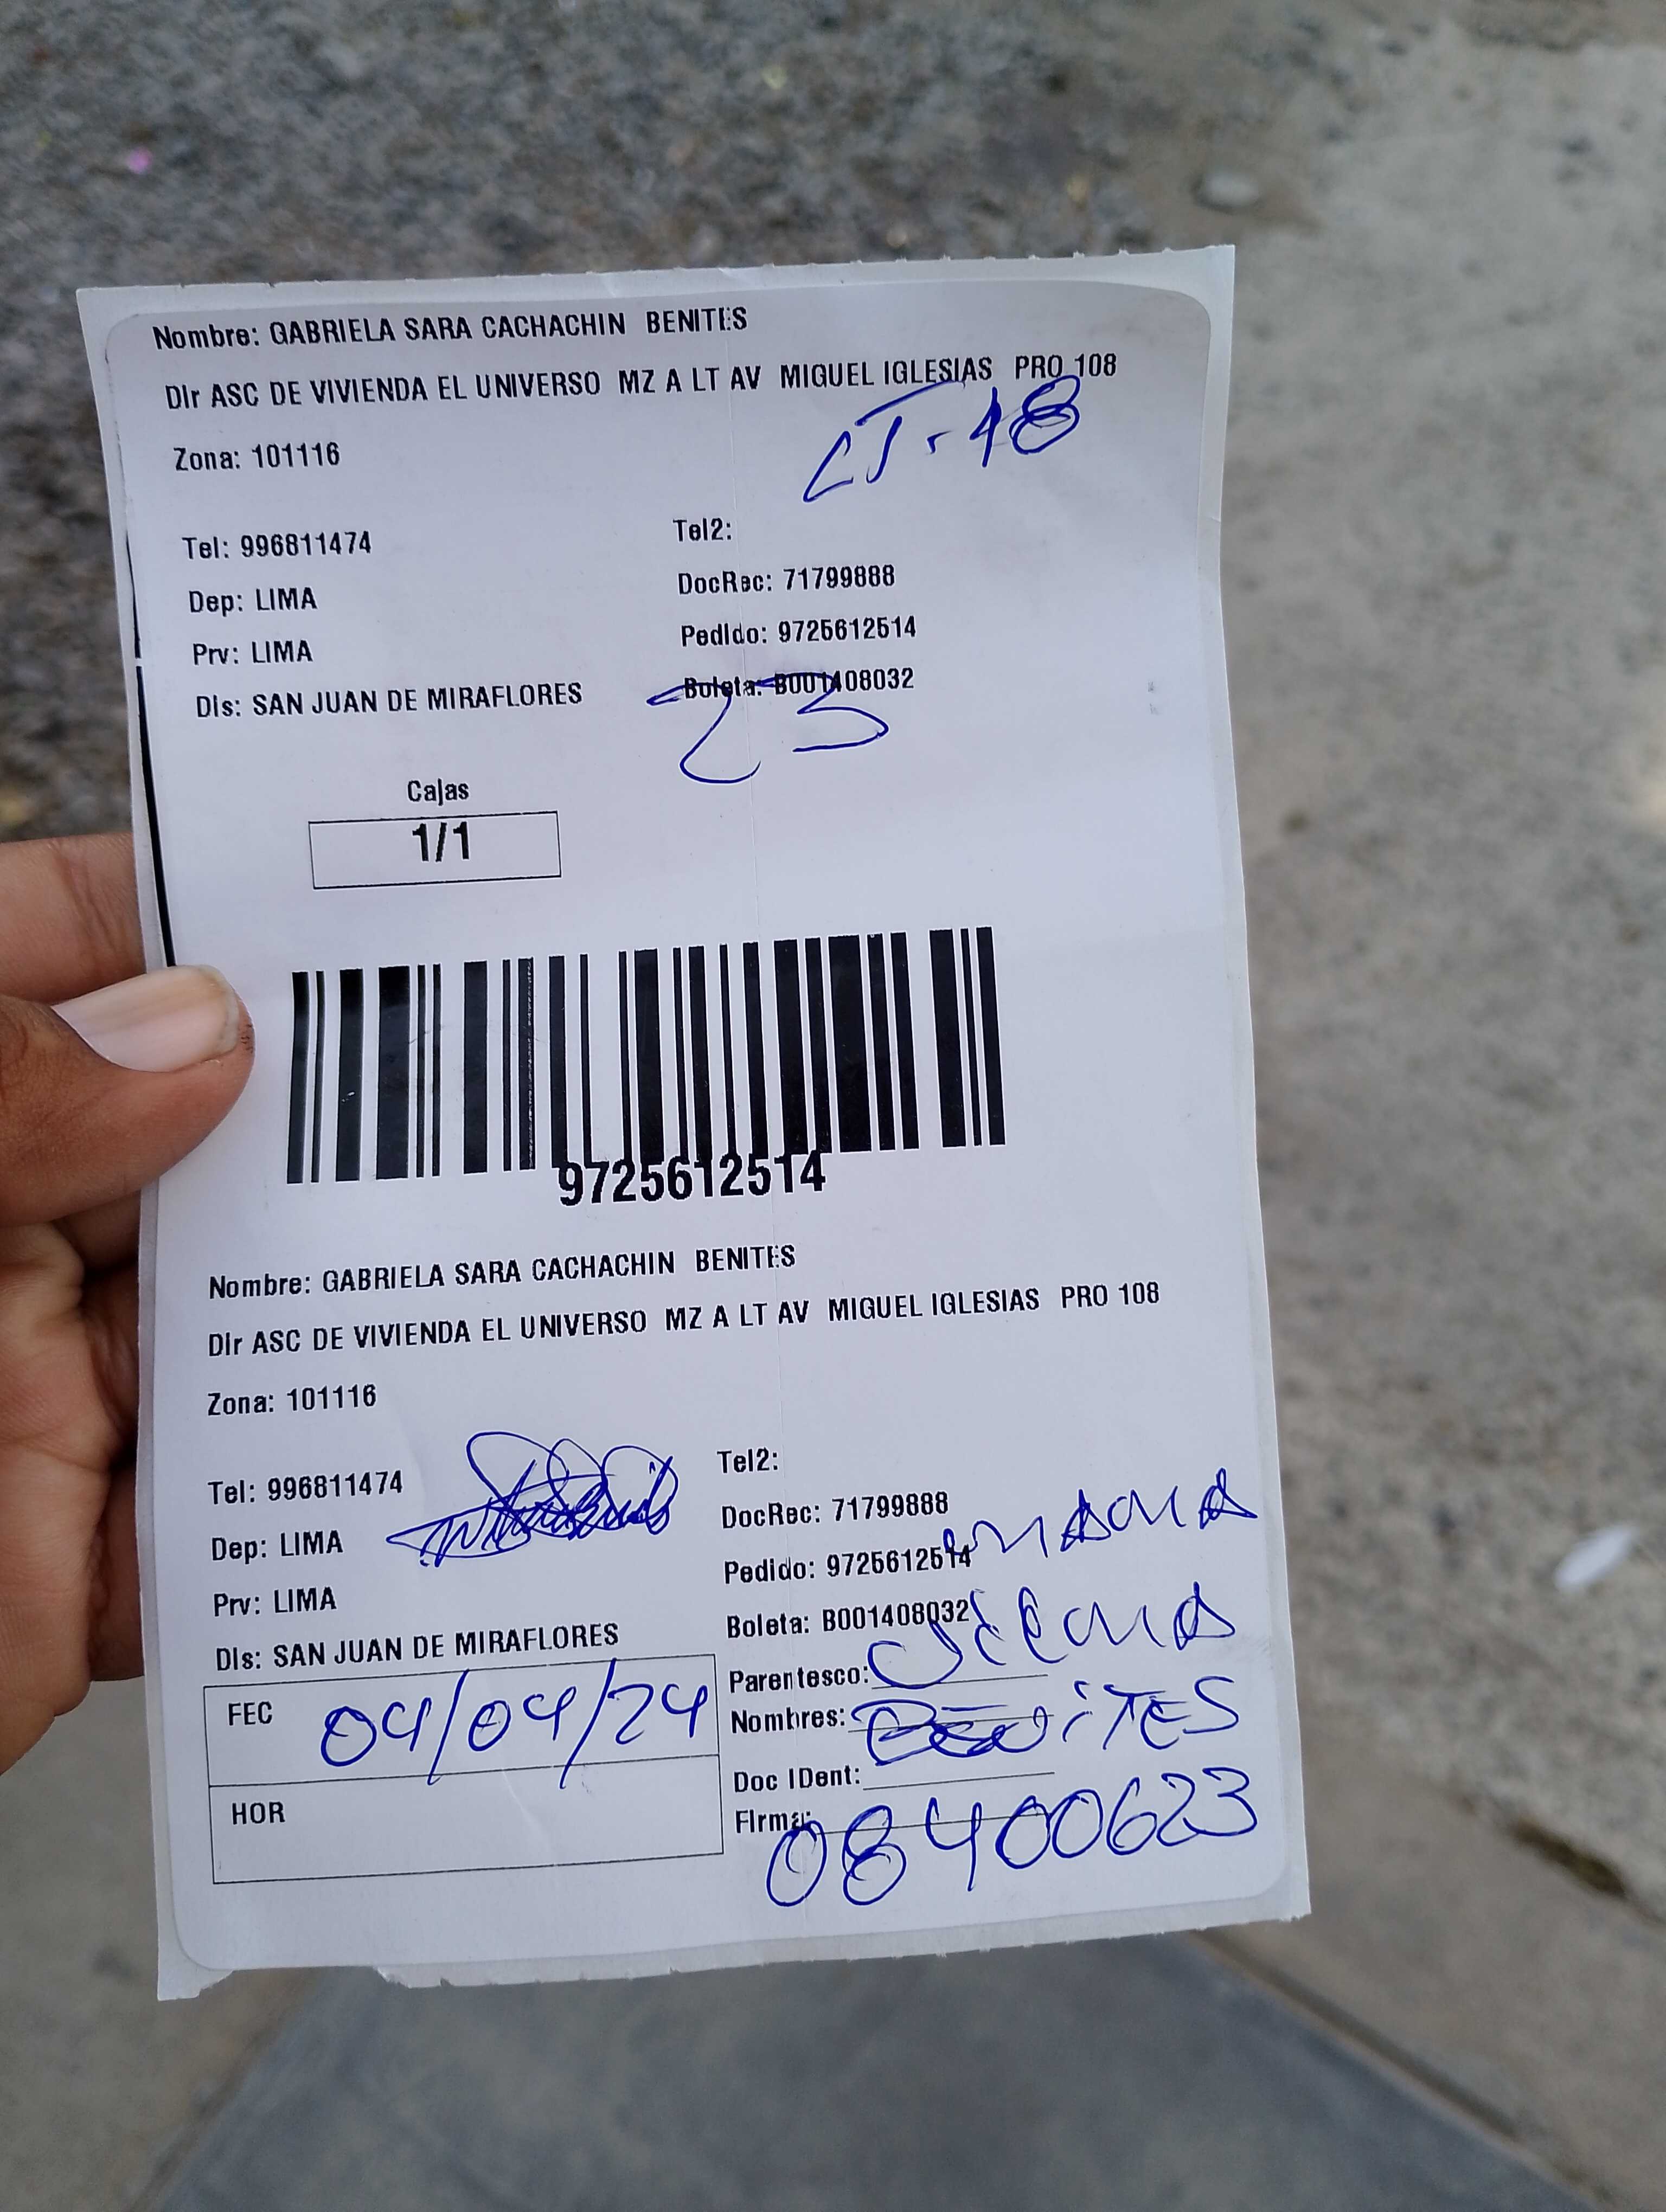 Nombre: GABRIELA SARA CACHACHIN BENITES
Dir ASC DE VIVIENDA EL UNIVERSO MZ A LT AV MIGUEL IGLESIAS PRO 108
LT. 18
Zona: 101116
Tel: 996811474
Tel2:
Dep: LIMA
DocRec: 71799888
Prv: LIMA
Pedido: 9725612514
Dis: SAN JUAN DE MIRAFLORES
Boleta: B001408032
23
Cajas
1/1
9725612514
Nombre: GABRIELA SARA CACHACHIN BENITES
Dir ASC DE VIVIENDA EL UNIVERSO MZ A LT AV MIGUEL IGLESIAS PRO 108
Zona: 101116
Tel: 996811474
Tel2:
Dep: LIMA
DocRec: 71799888
Prv: LIMA
Pedido: 9725612514
Dis: SAN JUAN DE MIRAFLORES
Boleta: B001408032
FEC 04/04/24
HOR
Parentesco:
Nombres: BENITES
Doc IDent:
Firma:
08400623